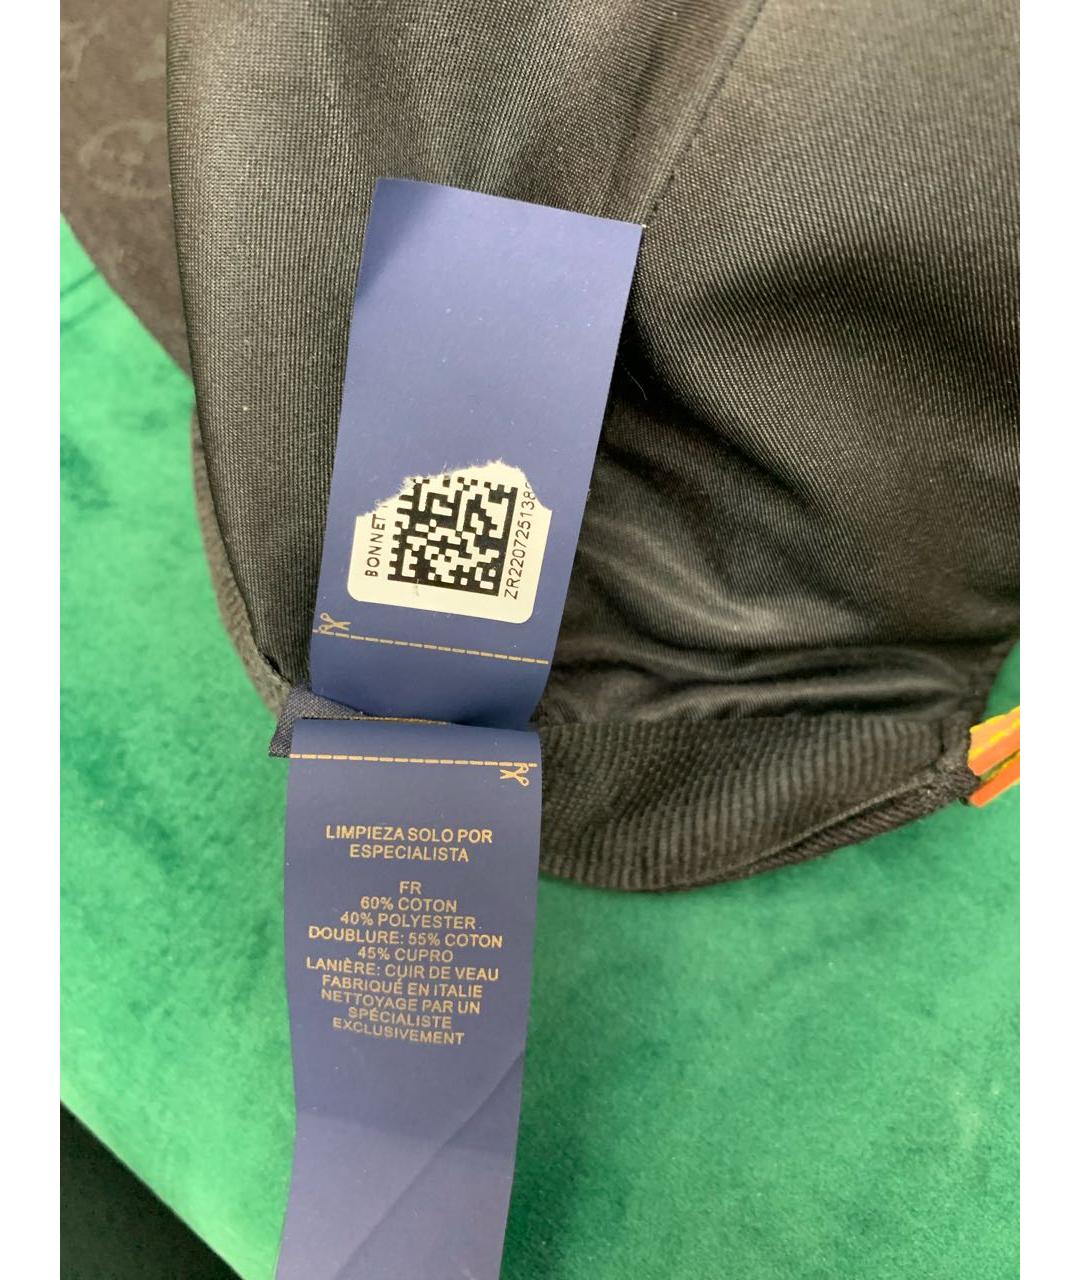 BONNET
ZR22072513
LIMPIEZA SOLO POR
ESPECIALISTA
FR
60% COTON
40% POLYESTER
DOUBLURE: 55% COTON
45% CUPRO
LANIÈRE: CUIR DE VEAU
FABRIQUÉ EN ITALIE
NETTOYAGE PAR UN
SPÉCIALISTE
EXCLUSIVEMENT